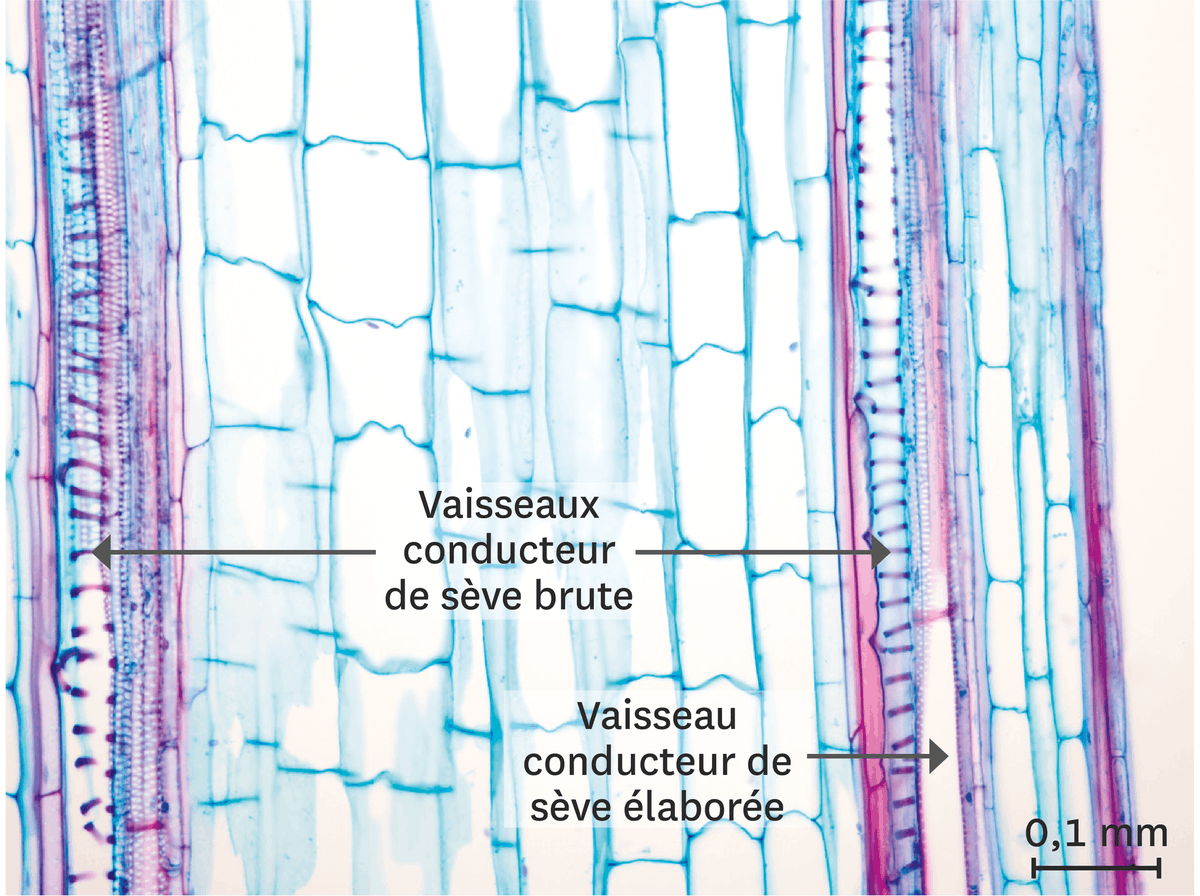 Vaisseaux
conducteur
de sève brute
Vaisseau
conducteur de
sève élaborée
0,1 mm